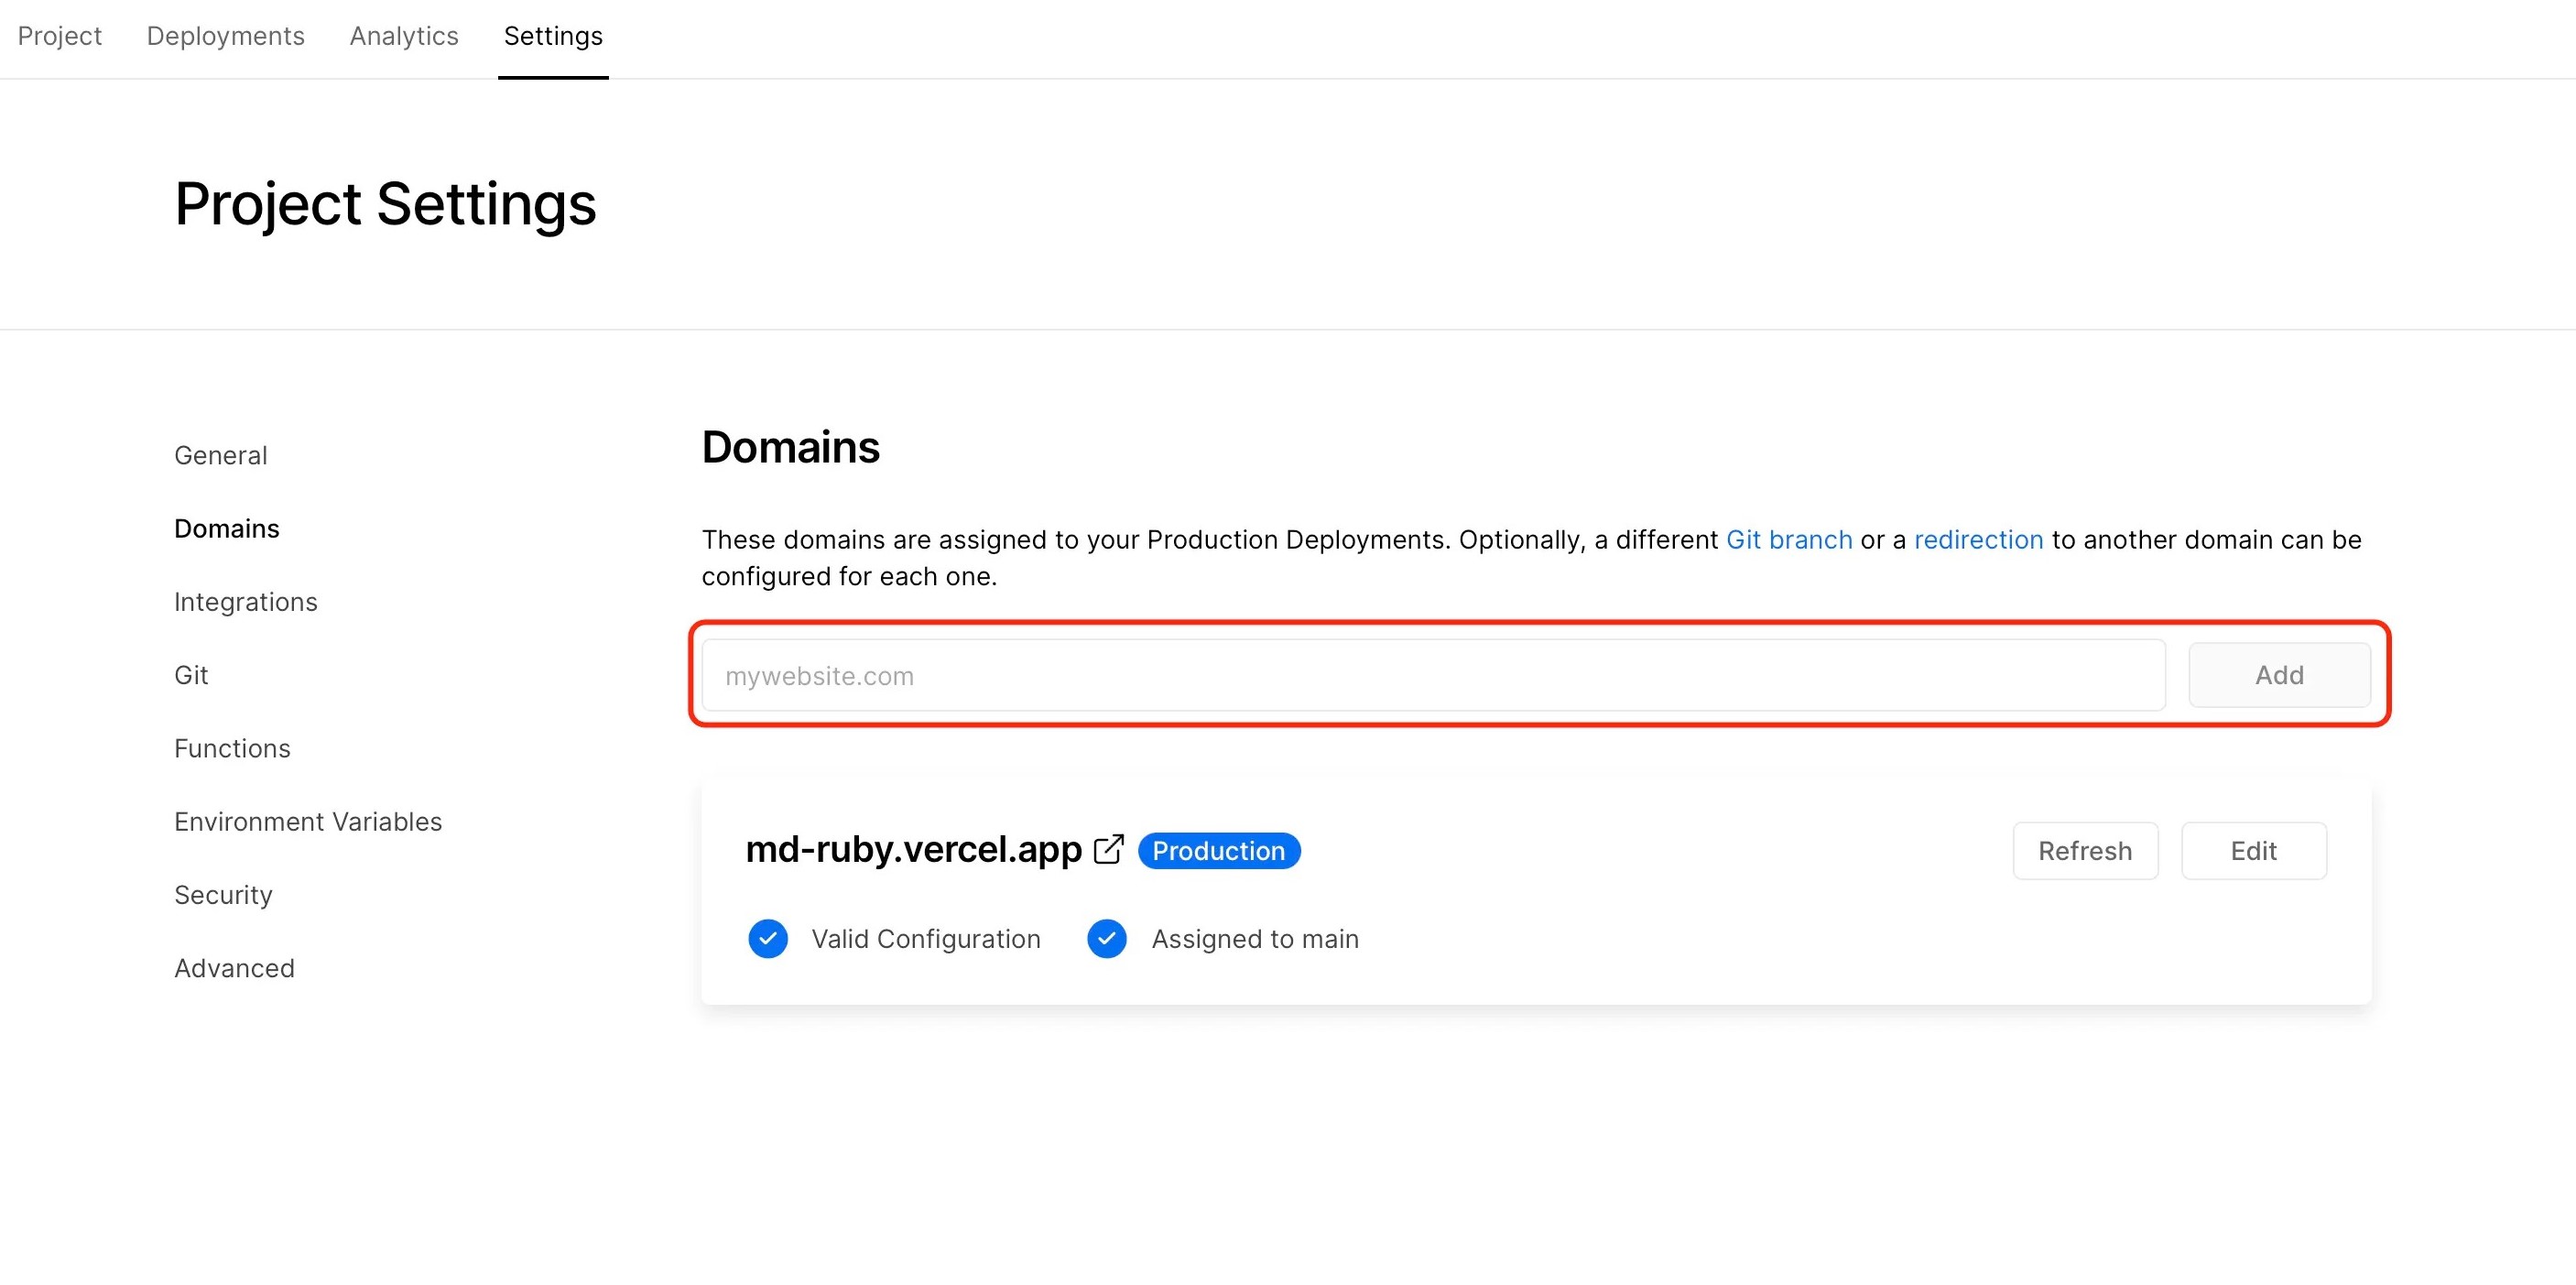 Project Deployments Analytics Settings
Project Settings
General
Domains
Integrations
Git
Functions
Environment Variables
Security
Advanced
Domains
These domains are assigned to your Production Deployments. Optionally, a different Git branch or a redirection to another domain can be
configured for each one.
mywebsite.com Add
md-ruby.vercel.app Production Refresh Edit
Valid Configuration Assigned to main